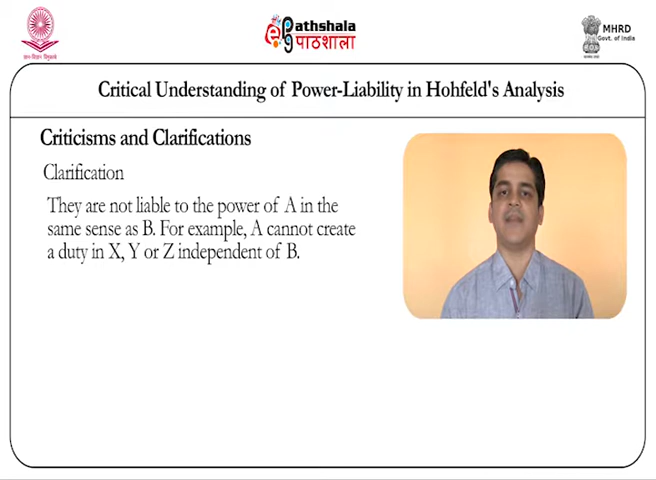 Pathshala
पाठशाला
MHRD
Govt. of India
Critical Understanding of Power-Liability in Hohfeld's Analysis
Criticisms and Clarifications
Clarification
They are not liable to the power of A in the
same sense as B. For example, A cannot create
a duty in X, Y or Z independent of B.